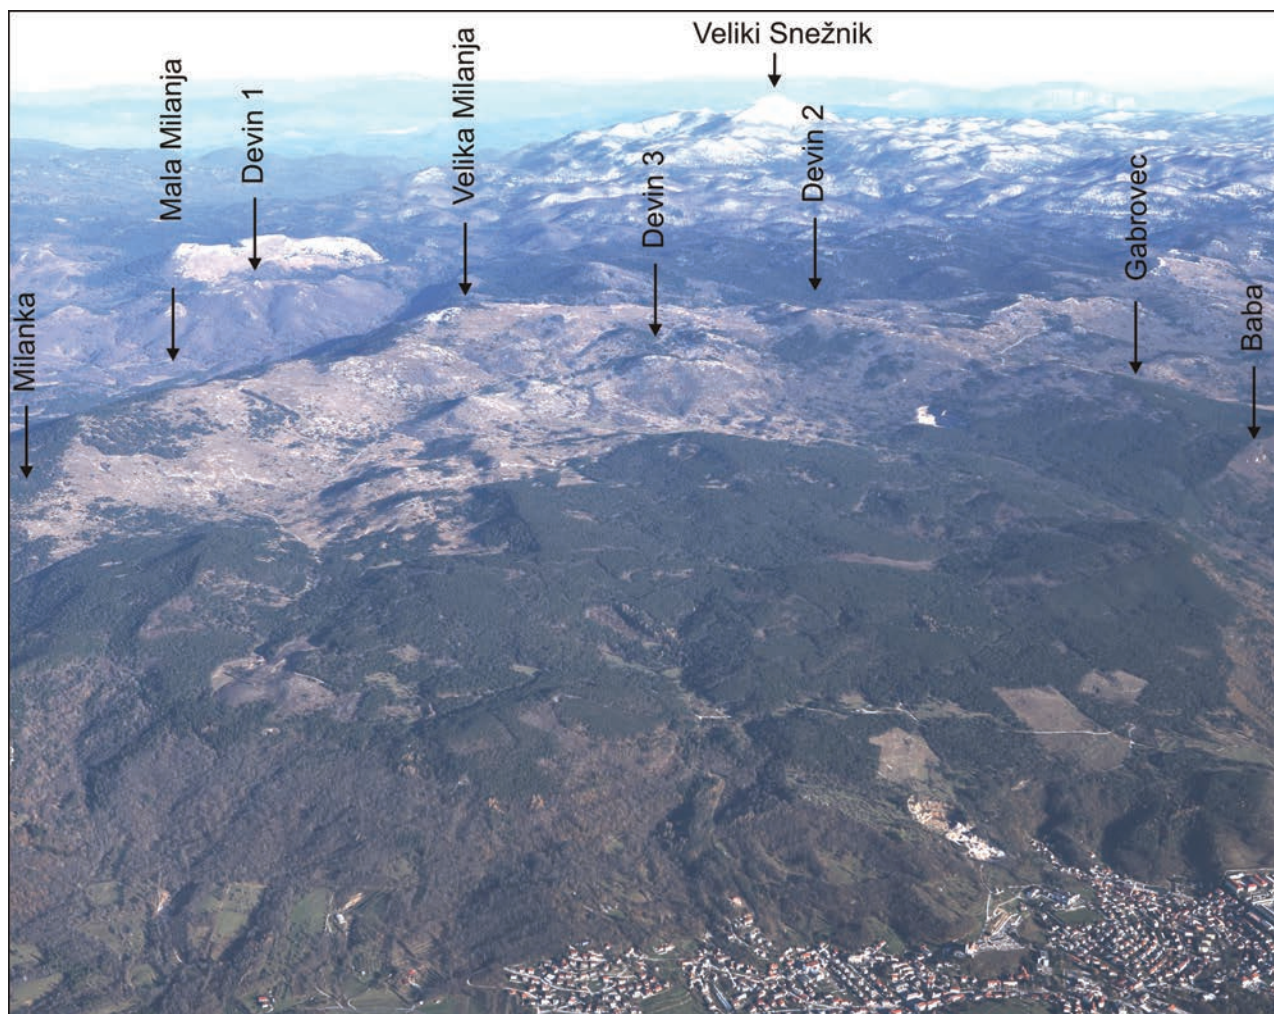 Veliki Snežnik
Milanka
Mala Milanja
Devin 1
Velika Milanja
Devin 3
Devin 2
Gabrovec
Baba